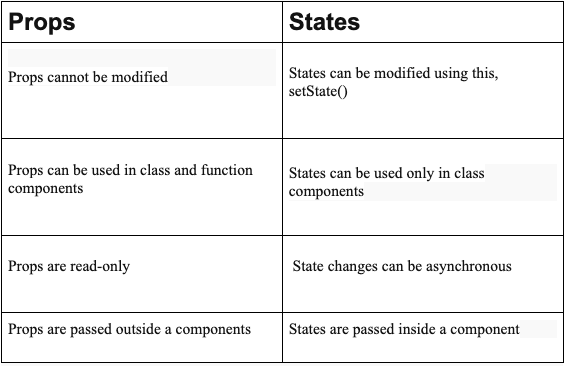 Props
States
Props cannot be modified
States can be modified using this,
setState()
Props can be used in class and function
components
States can be used only in class
components
Props are read-only
State changes can be asynchronous
Props are passed outside a components
States are passed inside a component